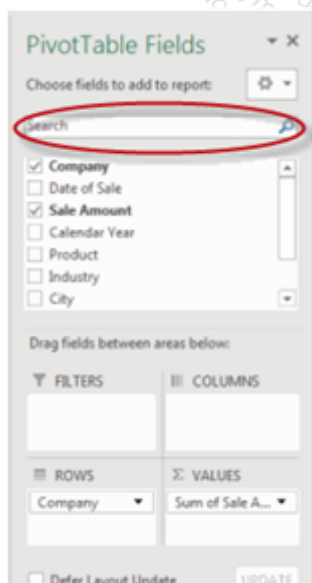 PivotTable Fields
Choose fields to add to report:
Search
Company
Date of Sale
Sale Amount
Calendar Year
Product
Industry
City
Drag fields between areas below:
FILTERS COLUMNS
ROWS Σ VALUES
Company Sum of Sale A...
Defer Layout Update UPDATE